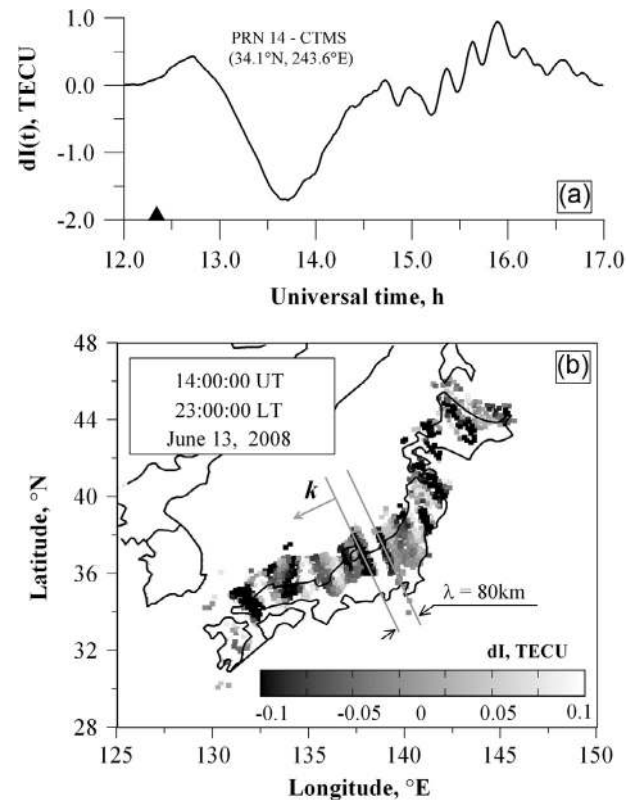 1.0
PRN 14 - CTMS
(34.1°N, 243.6°E)
0.0
-1.0
-2.0
dI(t), TECU
(a)
12.0 13.0 14.0 15.0 16.0 17.0
Universal time, h
48
(b)
14:00:00 UT
23:00:00 LT
June 13, 2008
44
40
k
36
λ = 80km
32
dI, TECU
-0.1 -0.05 0 0.05 0.1
28
Latitude, °N
125 130 135 140 145 150
Longitude, °E